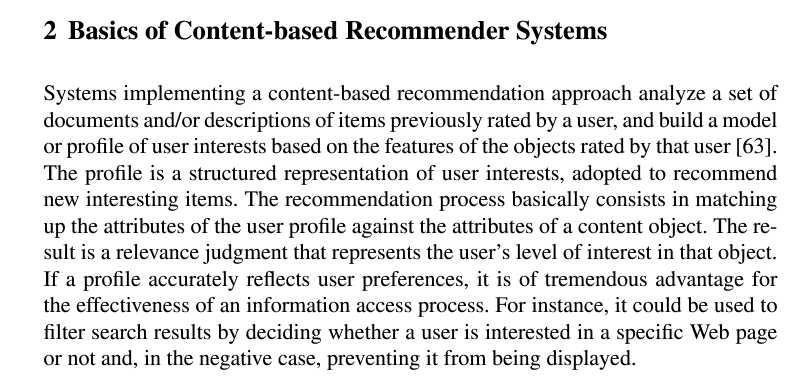 2 Basics of Content-based Recommender Systems
Systems implementing a content-based recommendation approach analyze a set of
documents and/or descriptions of items previously rated by a user, and build a model
or profile of user interests based on the features of the objects rated by that user [63].
The profile is a structured representation of user interests, adopted to recommend
new interesting items. The recommendation process basically consists in matching
up the attributes of the user profile against the attributes of a content object. The re-
sult is a relevance judgment that represents the user's level of interest in that object.
If a profile accurately reflects user preferences, it is of tremendous advantage for
the effectiveness of an information access process. For instance, it could be used to
filter search results by deciding whether a user is interested in a specific Web page
or not and, in the negative case, preventing it from being displayed.